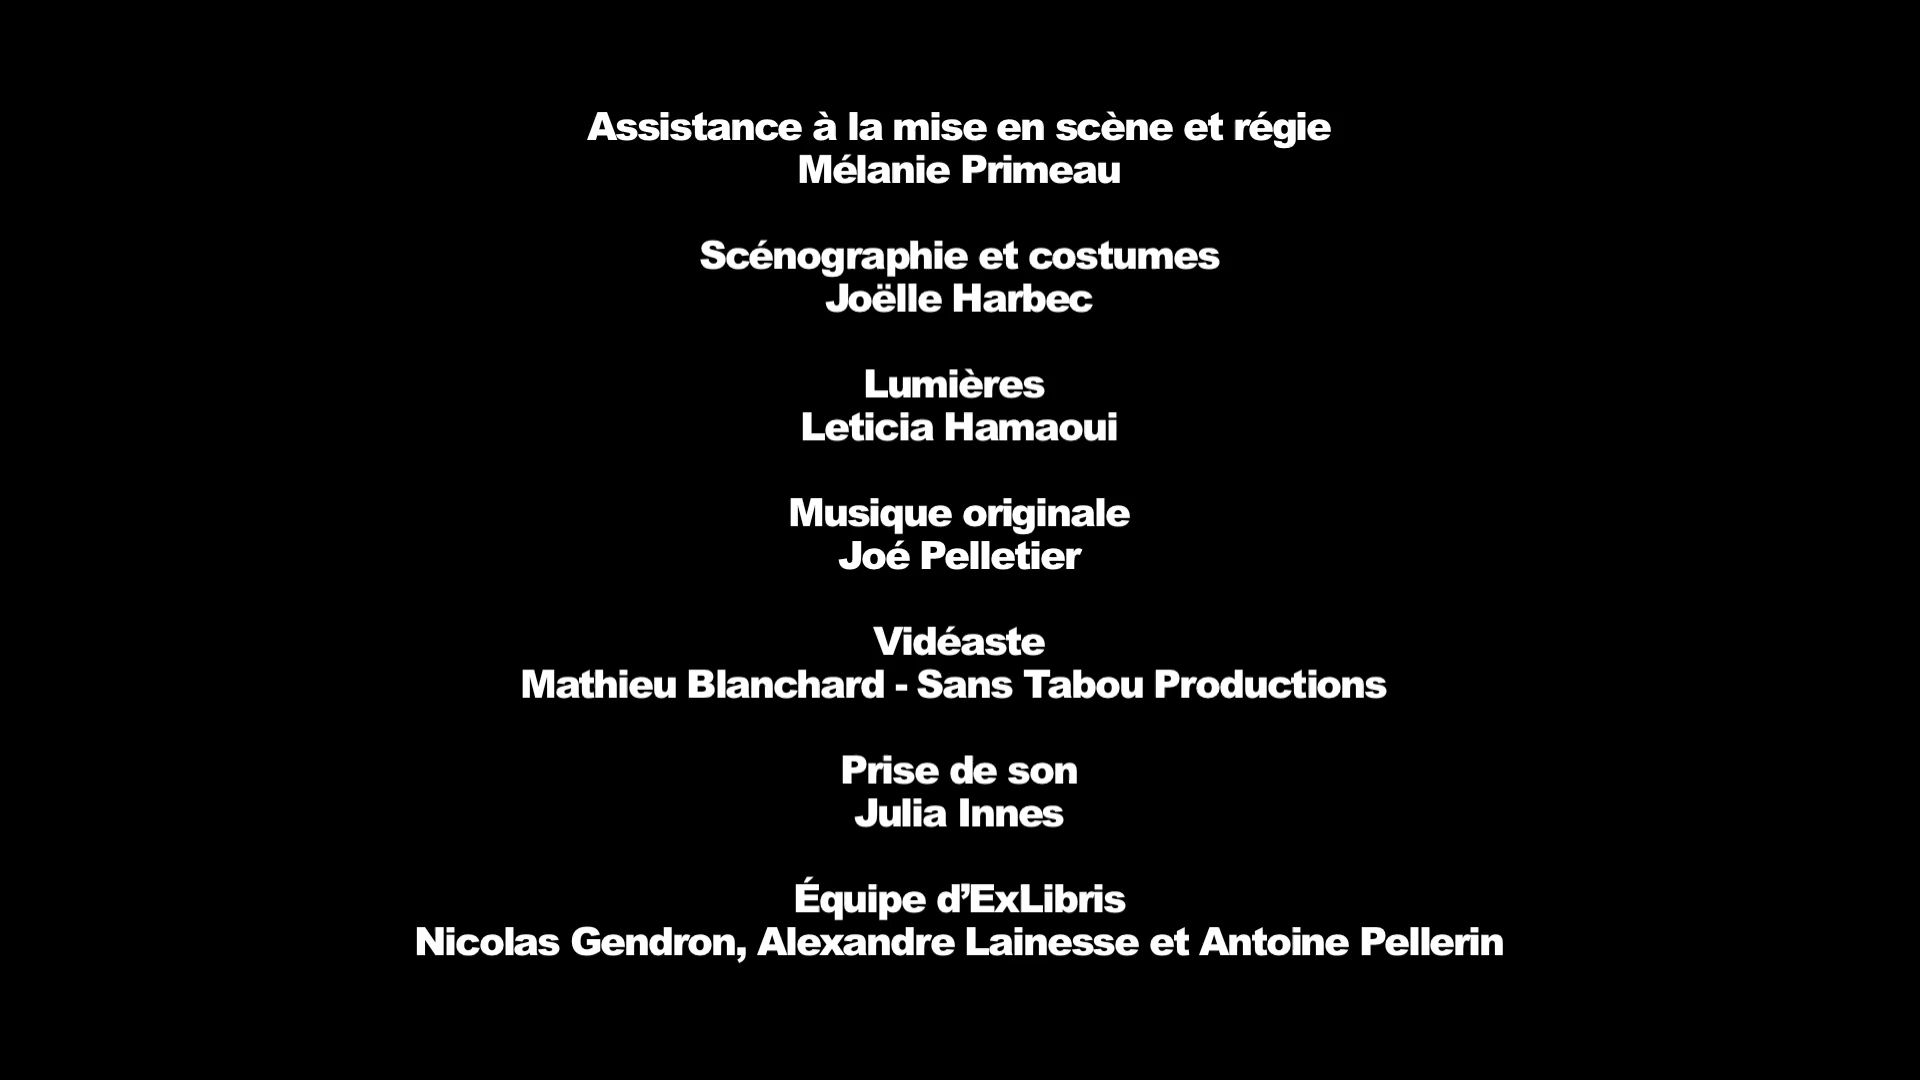 Assistance à la mise en scène et régie
Mélanie Primeau
Scénographie et costumes
Joëlle Harbec
Lumières
Leticia Hamaoui
Musique originale
Joé Pelletier
Vidéaste
Mathieu Blanchard - Sans Tabou Productions
Prise de son
Julia Innes
Équipe d’ExLibris
Nicolas Gendron, Alexandre Lainesse et Antoine Pellerin